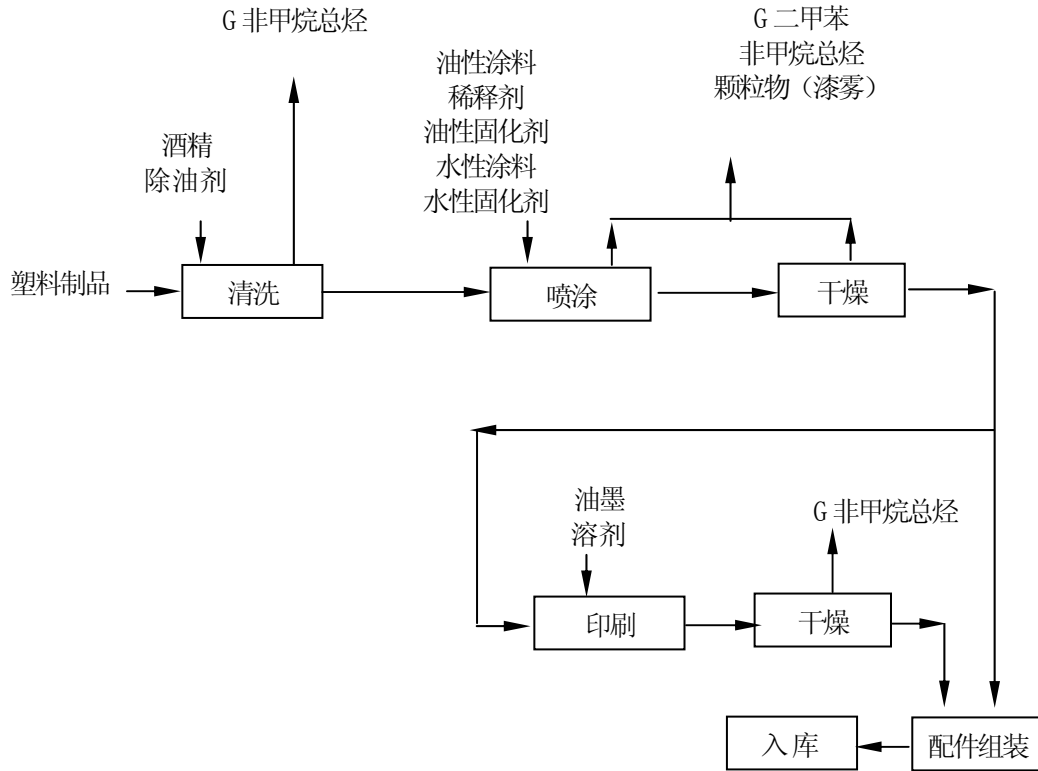 G 非甲烷总烃
G 二甲苯
非甲烷总烃
颗粒物（漆雾）
油性涂料
稀释剂
油性固化剂
水性涂料
水性固化剂
酒精
除油剂
塑料制品
清洗
喷涂
干燥
油墨
溶剂
G 非甲烷总烃
印刷
干燥
入库
配件组装